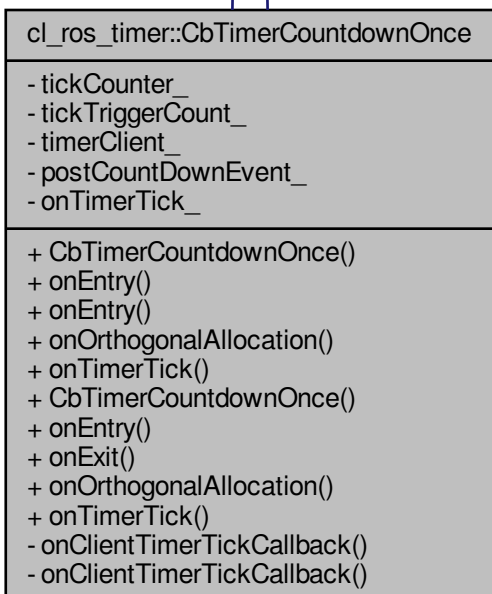 cl_ros_timer::CbTimerCountdownOnce
- tickCounter_
- tickTriggerCount_
- timerClient_
- postCountDownEvent_
- onTimerTick_
+ CbTimerCountdownOnce()
+ onEntry()
+ onEntry()
+ onOrthogonalAllocation()
+ onTimerTick()
+ CbTimerCountdownOnce()
+ onEntry()
+ onExit()
+ onOrthogonalAllocation()
+ onTimerTick()
- onClientTimerTickCallback()
- onClientTimerTickCallback()